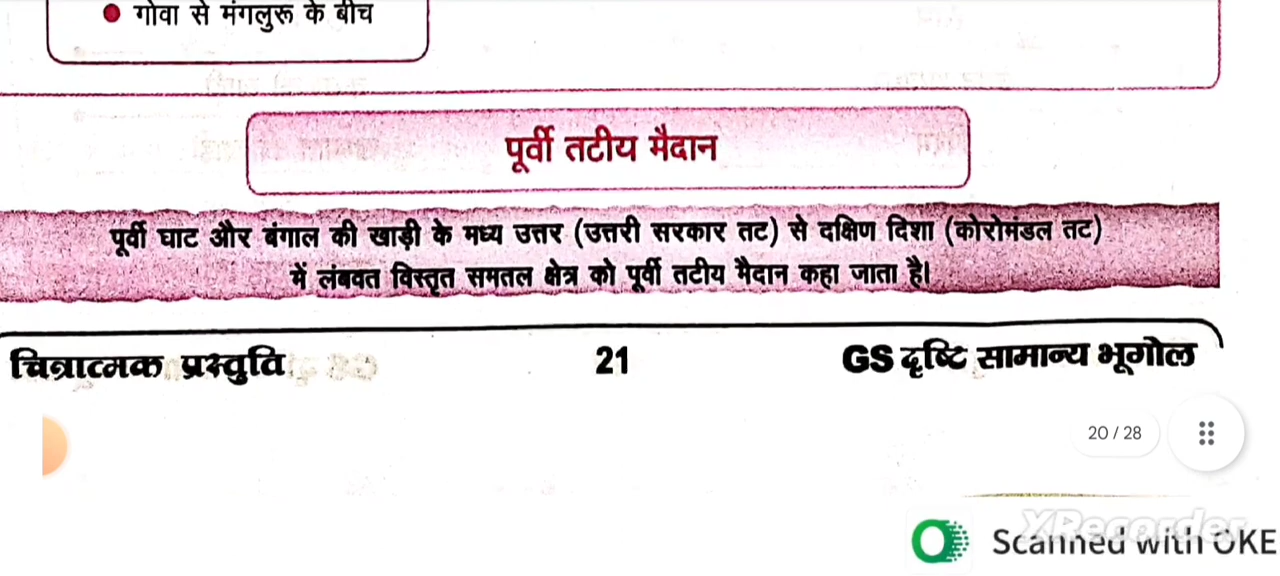 ● गोवा से मंगलुरू के बीच
पूर्वी तटीय मैदान
पूर्वी घाट और बंगाल की खाड़ी के मध्य उत्तर (उत्तरी सरकार तट) से दक्षिण दिशा (कोरोमंडल तट)
में लंबवत विस्तृत समतल क्षेत्र को पूर्वी तटीय मैदान कहा जाता है।
चित्रात्मक प्रस्तुति 21 GS दृष्टि सामान्य भूगोल
20 / 28
XRecorder
Scanned with OKE